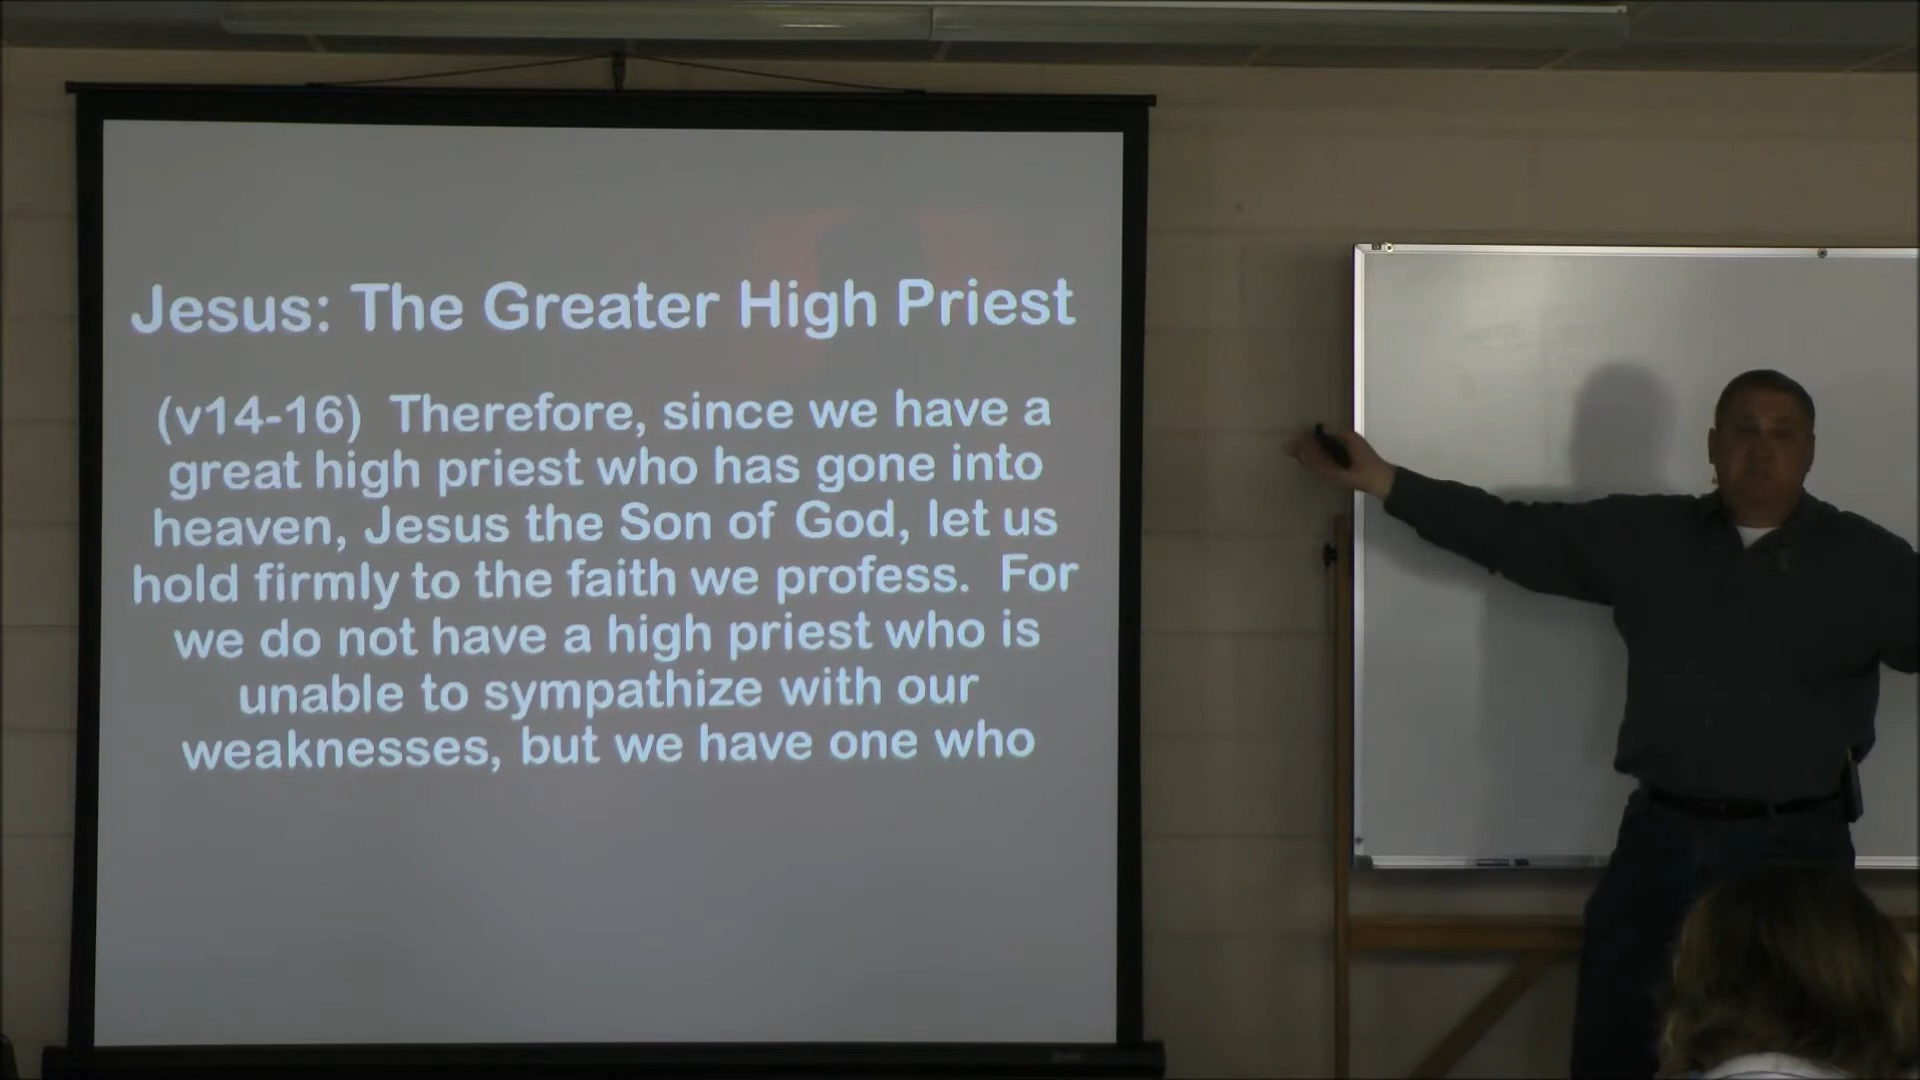 Jesus: The Greater High Priest
(v14-16) Therefore, since we have a
great high priest who has gone into
heaven, Jesus the Son of God, let us
hold firmly to the faith we profess. For
we do not have a high priest who is
unable to sympathize with our
weaknesses, but we have one who